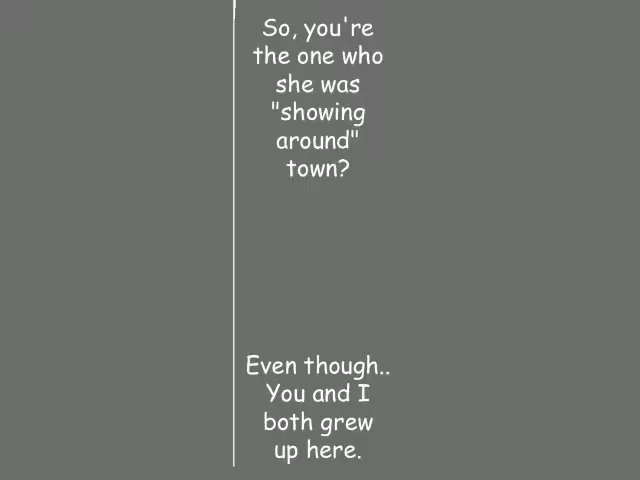 So, you're
the one who
she was
"showing
around"
town?
Even though..
You and I
both grew
up here.